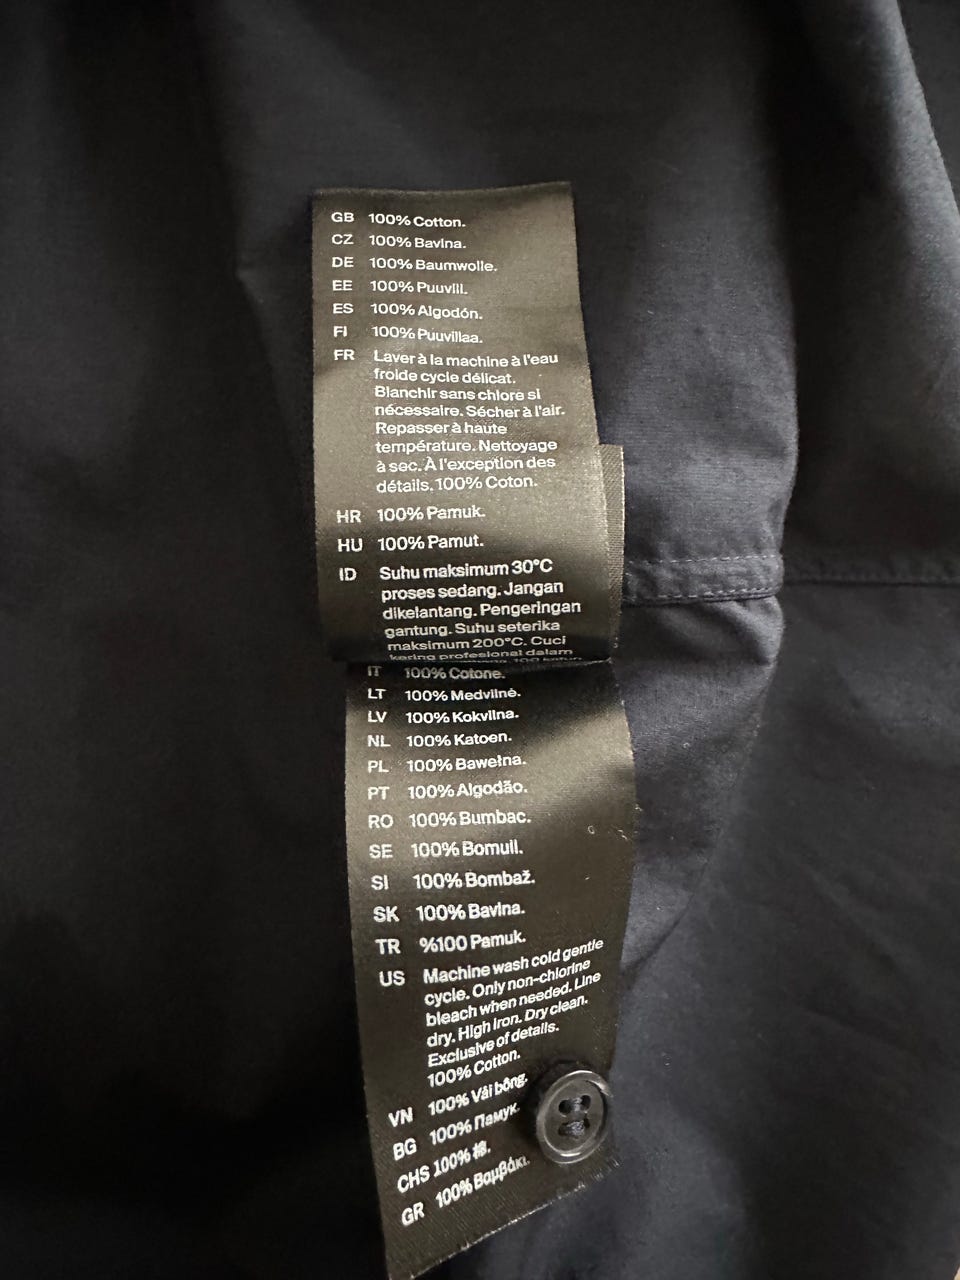 GB 100% Cotton.
CZ 100% Bavlna.
DE 100% Baumwolle.
EE 100% Puuvill.
ES 100% Algodón.
FI 100% Puuvillaa.
FR Laver à la machine à l'eau
froide cycle délicat.
Blanchir sans chlore si
nécessaire. Sécher à l'air.
Repasser à haute
température. Nettoyage
à sec. À l'exception des
détails. 100% Coton.
HR 100% Pamuk.
HU 100% Pamut.
ID Suhu maksimum 30°C
proses sedang. Jangan
dikelantang. Pengeringan
gantung. Suhu seterika
maksimum 200°C. Cuci
kering profesional dalam
100 katun
IT 100% Cotone.
LT 100% Medvilnė.
LV 100% Kokvilna.
NL 100% Katoen.
PL 100% Bawełna.
PT 100% Algodão.
RO 100% Bumbac.
SE 100% Bomull.
SI 100% Bombaž.
SK 100% Bavlna.
TR %100 Pamuk.
US Machine wash cold gentle
cycle. Only non-chlorine
bleach when needed. Line
dry. High iron. Dry clean.
Exclusive of details.
100% Cotton.
VN 100% Vải bông.
BG 100% Памук.
CHS 100% 棉.
GR 100% Βαμβάκι.